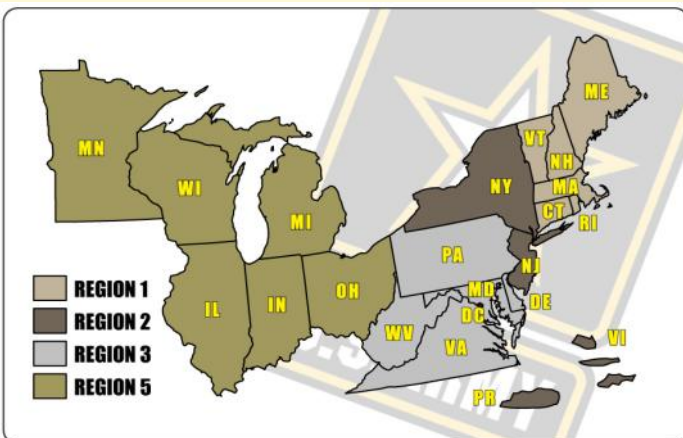 ME
VT
NH
MN
NY
MA
WI
CT
MI
RI
PA
NJ
REGION 1
OH
MD
DE
IL
IN
REGION 2
DC
WV
VI
VA
REGION 3
REGION 5
PR
U.S. ARMY